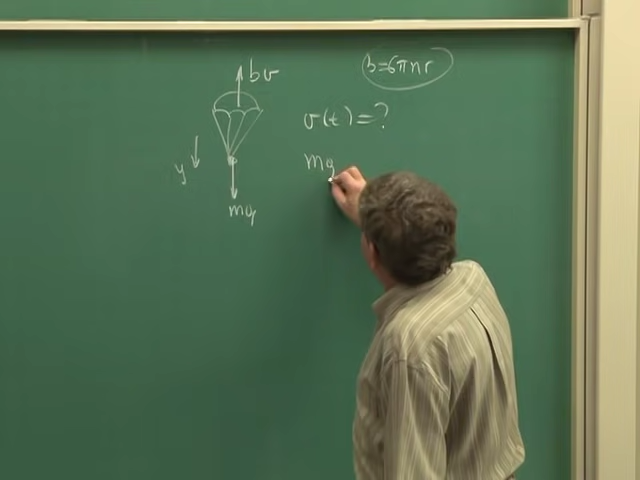 bv
b=6πηr
v(t)=?
y
mg
mg